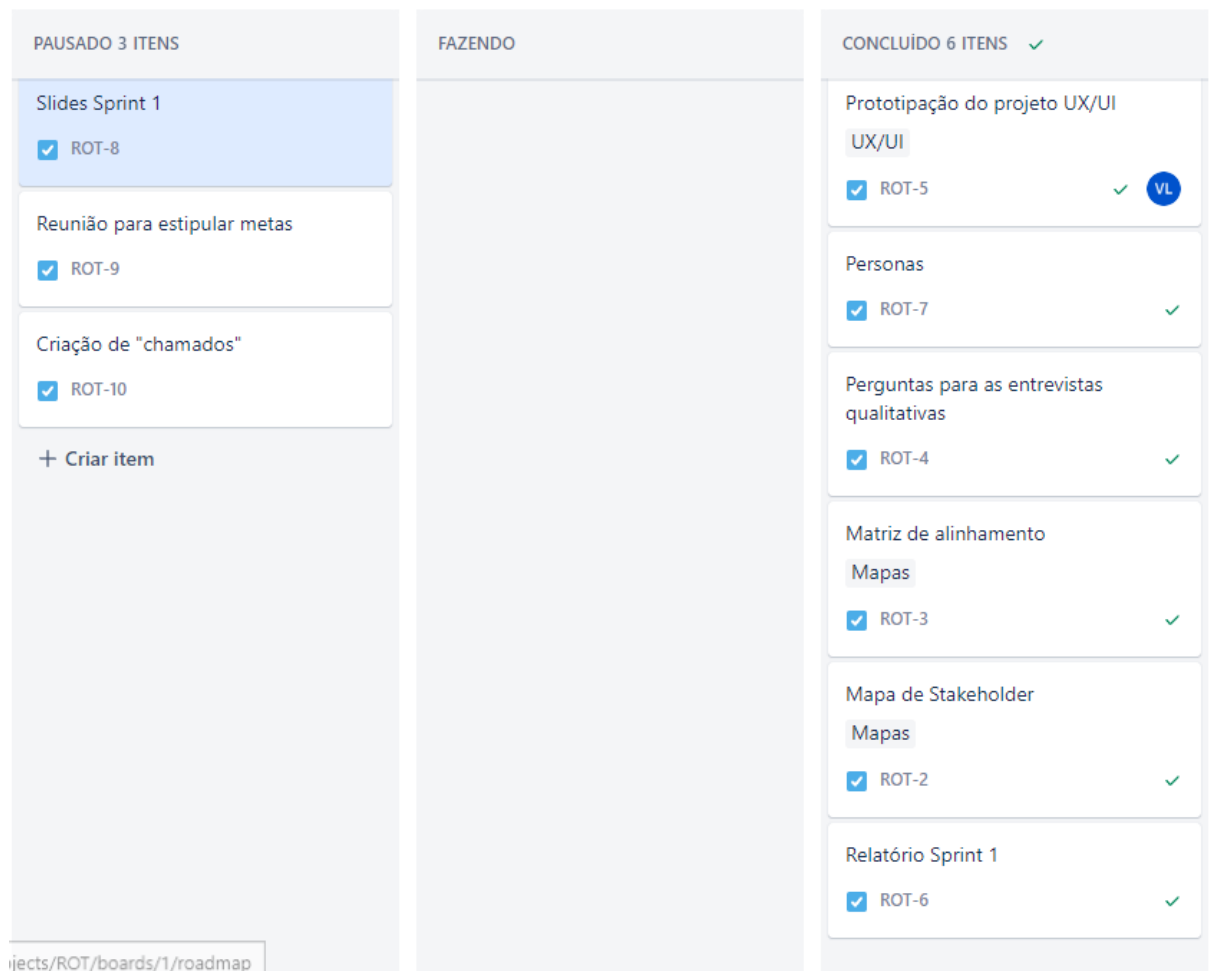 PAUSADO 3 ITENS
Slides Sprint 1
ROT-8
Reunião para estipular metas
ROT-9
Criação de "chamados"
ROT-10
+ Criar item
FAZENDO
CONCLUÍDO 6 ITENS
Prototipação do projeto UX/UI
UX/UI
ROT-5
VL
Personas
ROT-7
Perguntas para as entrevistas
qualitativas
ROT-4
Matriz de alinhamento
Mapas
ROT-3
Mapa de Stakeholder
Mapas
ROT-2
Relatório Sprint 1
ROT-6
jects/ROT/boards/1/roadmap